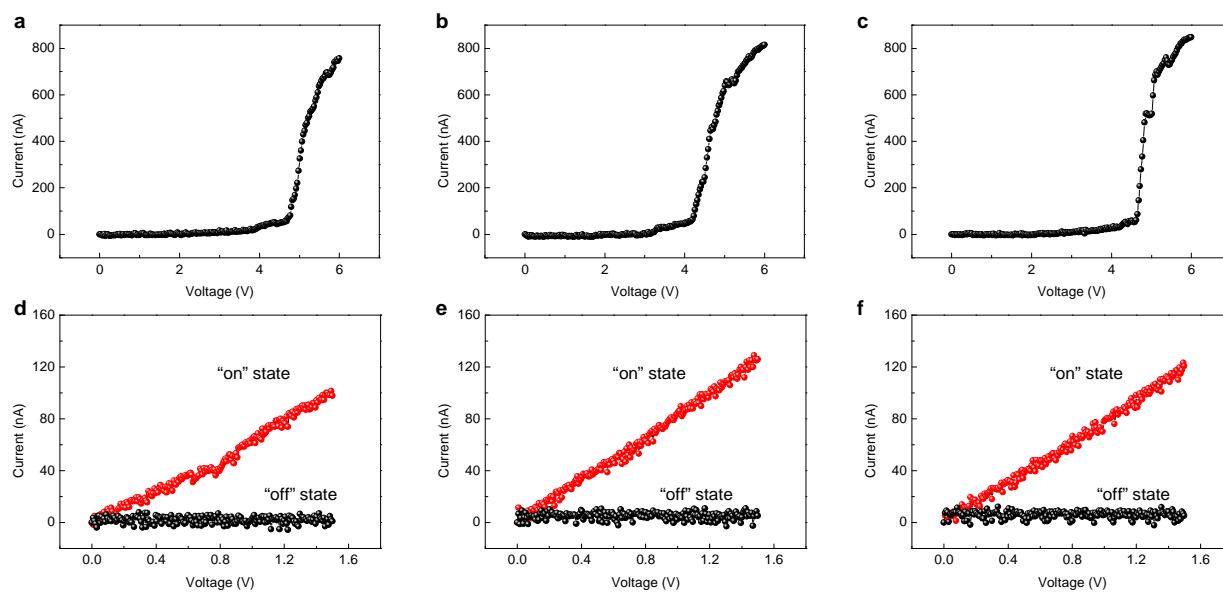 a
800
600
400
200
0
Current (nA)
0 2 4 6
Voltage (V)
b
800
600
400
200
0
Current (nA)
0 2 4 6
Voltage (V)
c
800
600
400
200
0
Current (nA)
0 2 4 6
Voltage (V)
d
160
120
80
40
0
Current (nA)
“on” state
“off” state
0.0 0.4 0.8 1.2 1.6
Voltage (V)
e
160
120
80
40
0
Current (nA)
“on” state
“off” state
0.0 0.4 0.8 1.2 1.6
Voltage (V)
f
160
120
80
40
0
Current (nA)
“on” state
“off” state
0.0 0.4 0.8 1.2 1.6
Voltage (V)